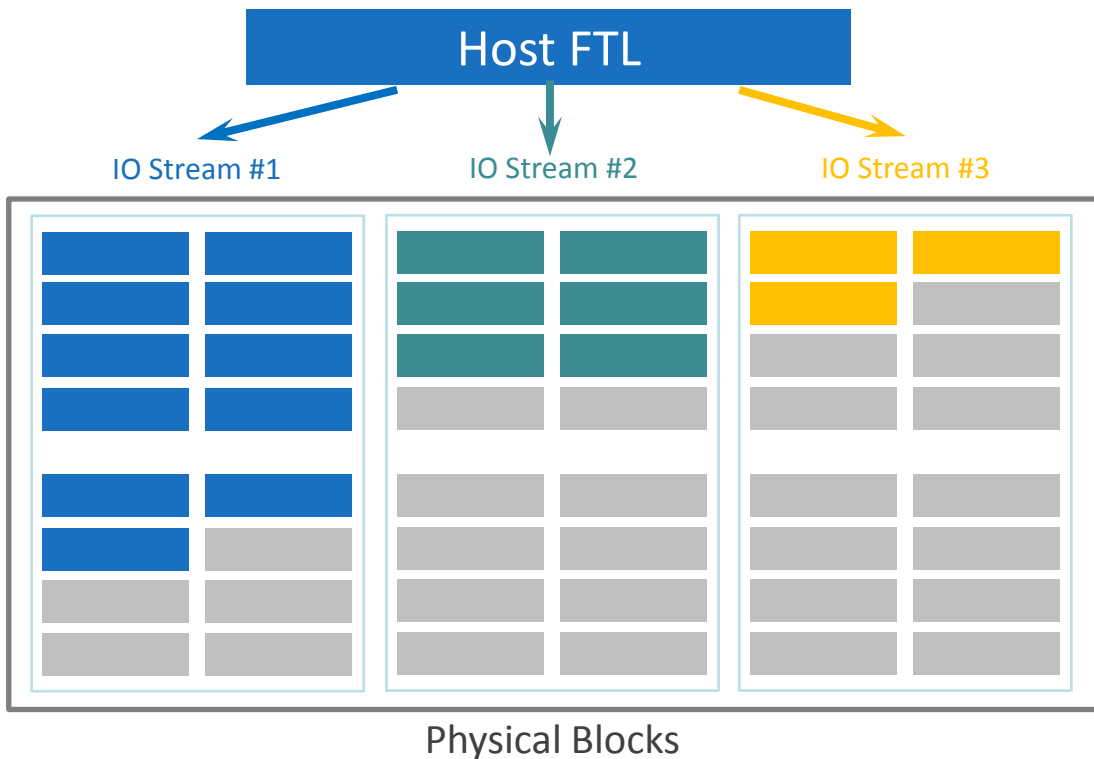 Host FTL
IO Stream #1
IO Stream #2
IO Stream #3
Physical Blocks